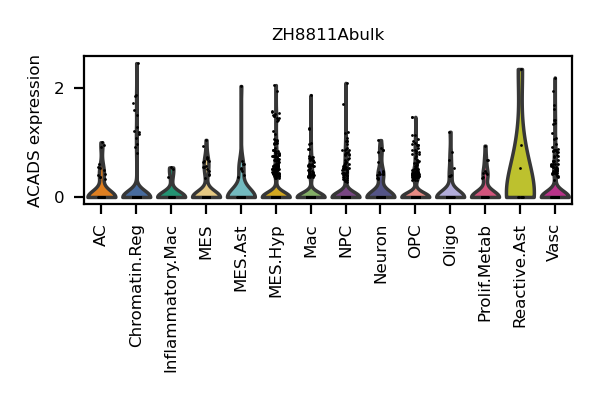 ZH8811Abulk
ACADS expression
2
0
AC
Chromatin.Reg
Inflammatory.Mac
MES
MES.Ast
MES.Hyp
Mac
NPC
Neuron
OPC
Oligo
Prolif.Metab
Reactive.Ast
Vasc